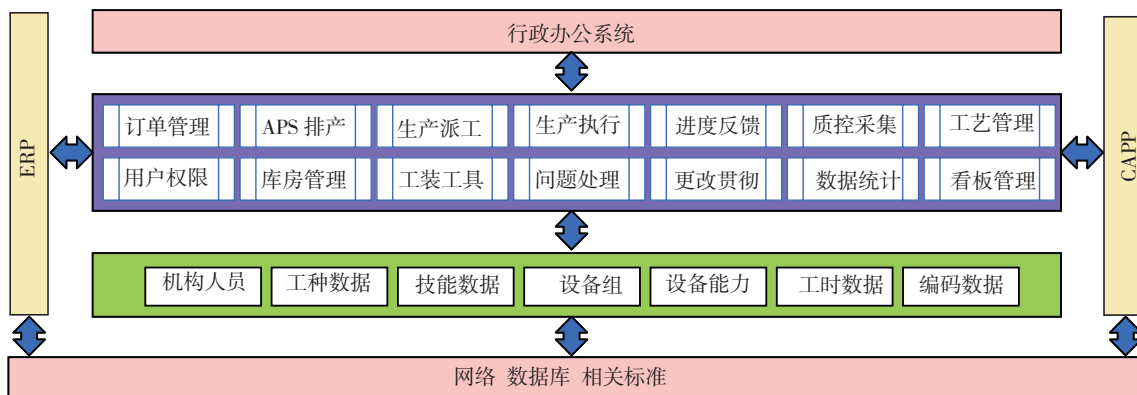 行政办公系统
ERP
订单管理 APS 排产 生产派工 生产执行 进度反馈 质控采集 工艺管理
用户权限 库房管理 工装工具 问题处理 更改贯彻 数据统计 看板管理
CAPP
机构人员 工种数据 技能数据 设备组 设备能力 工时数据 编码数据
网络 数据库 相关标准